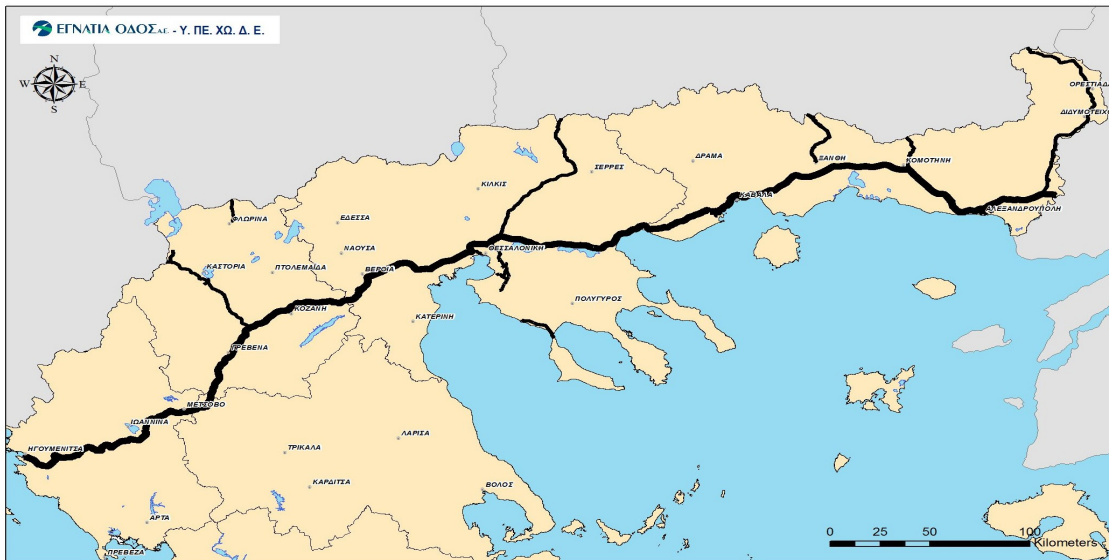 ΕΓΝΑΤΙΑ ΟΔΟΣ Α.Ε. - Υ. ΠΕ. ΧΩ. Δ. Ε.
N
W E
S
ΟΡΕΣΤΙΑΔΑ
ΔΙΔΥΜΟΤΕΙΧΟ
ΞΑΝΘΗ
ΚΟΜΟΤΗΝΗ
ΔΡΑΜΑ
ΣΕΡΡΕΣ
ΚΙΛΚΙΣ
ΚΑΒΑΛΑ
ΑΛΕΞΑΝΔΡΟΥΠΟΛΗ
ΦΛΩΡΙΝΑ
ΕΔΕΣΣΑ
ΝΑΟΥΣΑ
ΘΕΣΣΑΛΟΝΙΚΗ
ΚΑΣΤΟΡΙΑ
ΠΤΟΛΕΜΑΪΔΑ
ΒΕΡΟΙΑ
ΠΟΛΥΓΥΡΟΣ
ΚΟΖΑΝΗ
ΚΑΤΕΡΙΝΗ
ΓΡΕΒΕΝΑ
ΜΕΤΣΟΒΟ
ΙΩΑΝΝΙΝΑ
ΗΓΟΥΜΕΝΙΤΣΑ
ΛΑΡΙΣΑ
ΤΡΙΚΑΛΑ
ΚΑΡΔΙΤΣΑ
ΒΟΛΟΣ
ΑΡΤΑ
ΠΡΕΒΕΖΑ
0 25 50 100
Kilometers